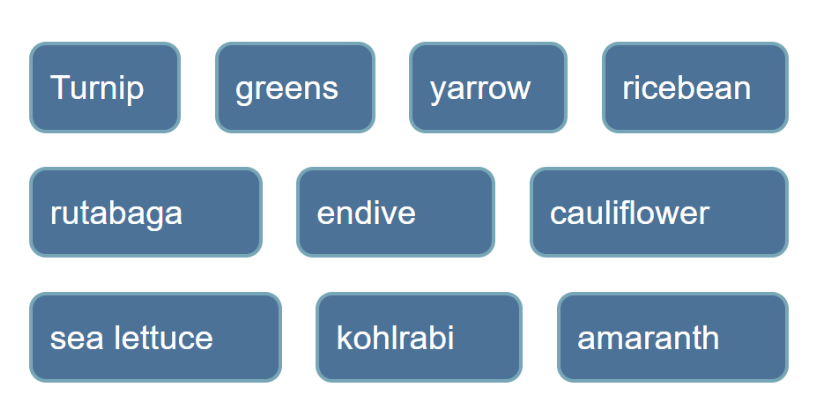 Turnip greens yarrow ricebean
rutabaga endive cauliflower
sea lettuce kohlrabi amaranth